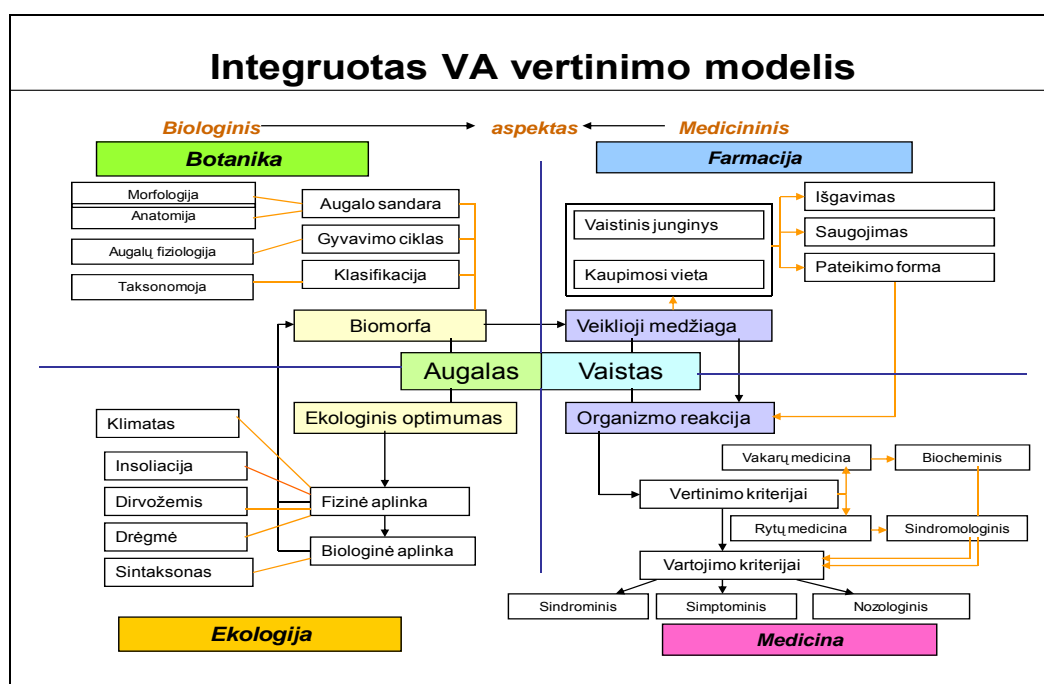 Integruotas VA vertinimo modelis
Biologinis aspektas Medicininis
Botanika
Farmacija
Morfologija
Anatomija
Augalų fiziologija
Taksonomoja
Augalo sandara
Gyvavimo ciklas
Klasifikacija
Vaistinis junginys
Kaupimosi vieta
Išgavimas
Saugojimas
Pateikimo forma
Biomorfa
Veiklioji medžiaga
Augalas
Vaistas
Ekologinis optimumas
Organizmo reakcija
Klimatas
Insoliacija
Dirvožemis
Drėgmė
Sintaksonas
Fizinė aplinka
Biologinė aplinka
Vakarų medicina
Biocheminis
Vertinimo kriterijai
Rytų medicina
Sindromologinis
Vartojimo kriterijai
Sindrominis
Simptominis
Nozologinis
Ekologija
Medicina